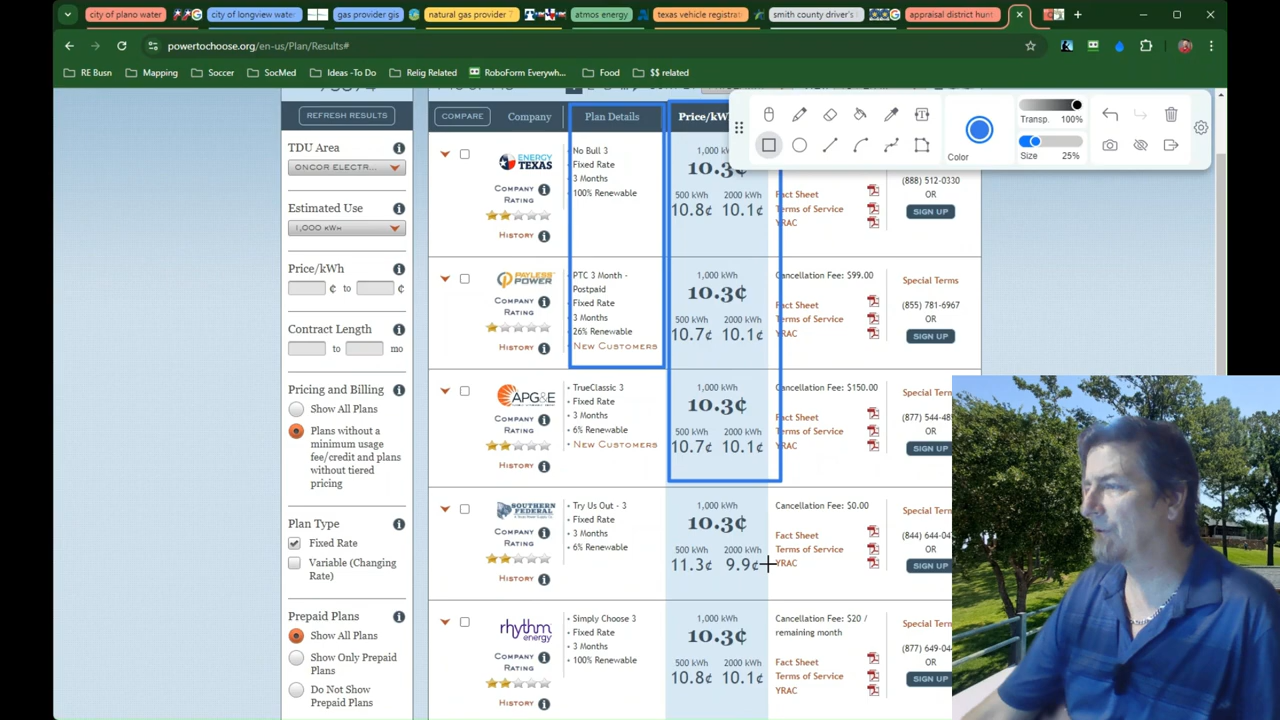 city of plano water
city of longview water
gas provider gis
natural gas provider
atmos energy
texas vehicle registrat
smith county driver's
appraisal district hunt
powertochoose.org/en-us/Plan/Results#
RE Busn
Mapping
Soccer
SocMed
Ideas -To Do
Relig Related
RoboForm Everywh...
Food
$$ related
REFRESH RESULTS
TDU Area
ONCOR ELECTR...
Estimated Use
1,000 KWH
Price/kWh
¢ to ¢
Contract Length
to mo
Pricing and Billing
Show All Plans
Plans without a
minimum usage
fee/credit and plans
without tiered
pricing
Plan Type
Fixed Rate
Variable (Changing
Rate)
Prepaid Plans
Show All Plans
Show Only Prepaid
Plans
Do Not Show
Prepaid Plans
COMPARE
Company
Plan Details
Price/kW
Transp.
100%
Color
Size
25%
ENERGY
TEXAS
Company
Rating
History
No Bull 3
Fixed Rate
3 Months
100% Renewable
1,000 kWh
10.3¢
500 kWh 2000 kWh
10.8¢ 10.1¢
Fact Sheet
Terms of Service
YRAC
(888) 512-0330
OR
SIGN UP
PAYLESS
POWER
Company
Rating
History
PTC 3 Month -
Postpaid
Fixed Rate
3 Months
26% Renewable
New Customers
1,000 kWh
10.3¢
500 kWh 2000 kWh
10.7¢ 10.1¢
Cancellation Fee: $99.00
Fact Sheet
Terms of Service
YRAC
Special Terms
(855) 781-6967
OR
SIGN UP
APG&E
Company
Rating
History
TrueClassic 3
Fixed Rate
3 Months
6% Renewable
New Customers
1,000 kWh
10.3¢
500 kWh 2000 kWh
10.7¢ 10.1¢
Cancellation Fee: $150.00
Fact Sheet
Terms of Service
YRAC
Special Term
(877) 544-48
OR
SIGN UP
SOUTHERN
FEDERAL
Company
Rating
History
Try Us Out - 3
Fixed Rate
3 Months
6% Renewable
1,000 kWh
10.3¢
500 kWh 2000 kWh
11.3¢ 9.9¢
Cancellation Fee: $0.00
Fact Sheet
Terms of Service
YRAC
Special Term
(844) 644-04
OR
SIGN UP
rhythm
energy
Company
Rating
History
Simply Choose 3
Fixed Rate
3 Months
100% Renewable
1,000 kWh
10.3¢
500 kWh 2000 kWh
10.8¢ 10.1¢
Cancellation Fee: $20 /
remaining month
Fact Sheet
Terms of Service
YRAC
Special Term
(877) 649-04
OR
SIGN UP